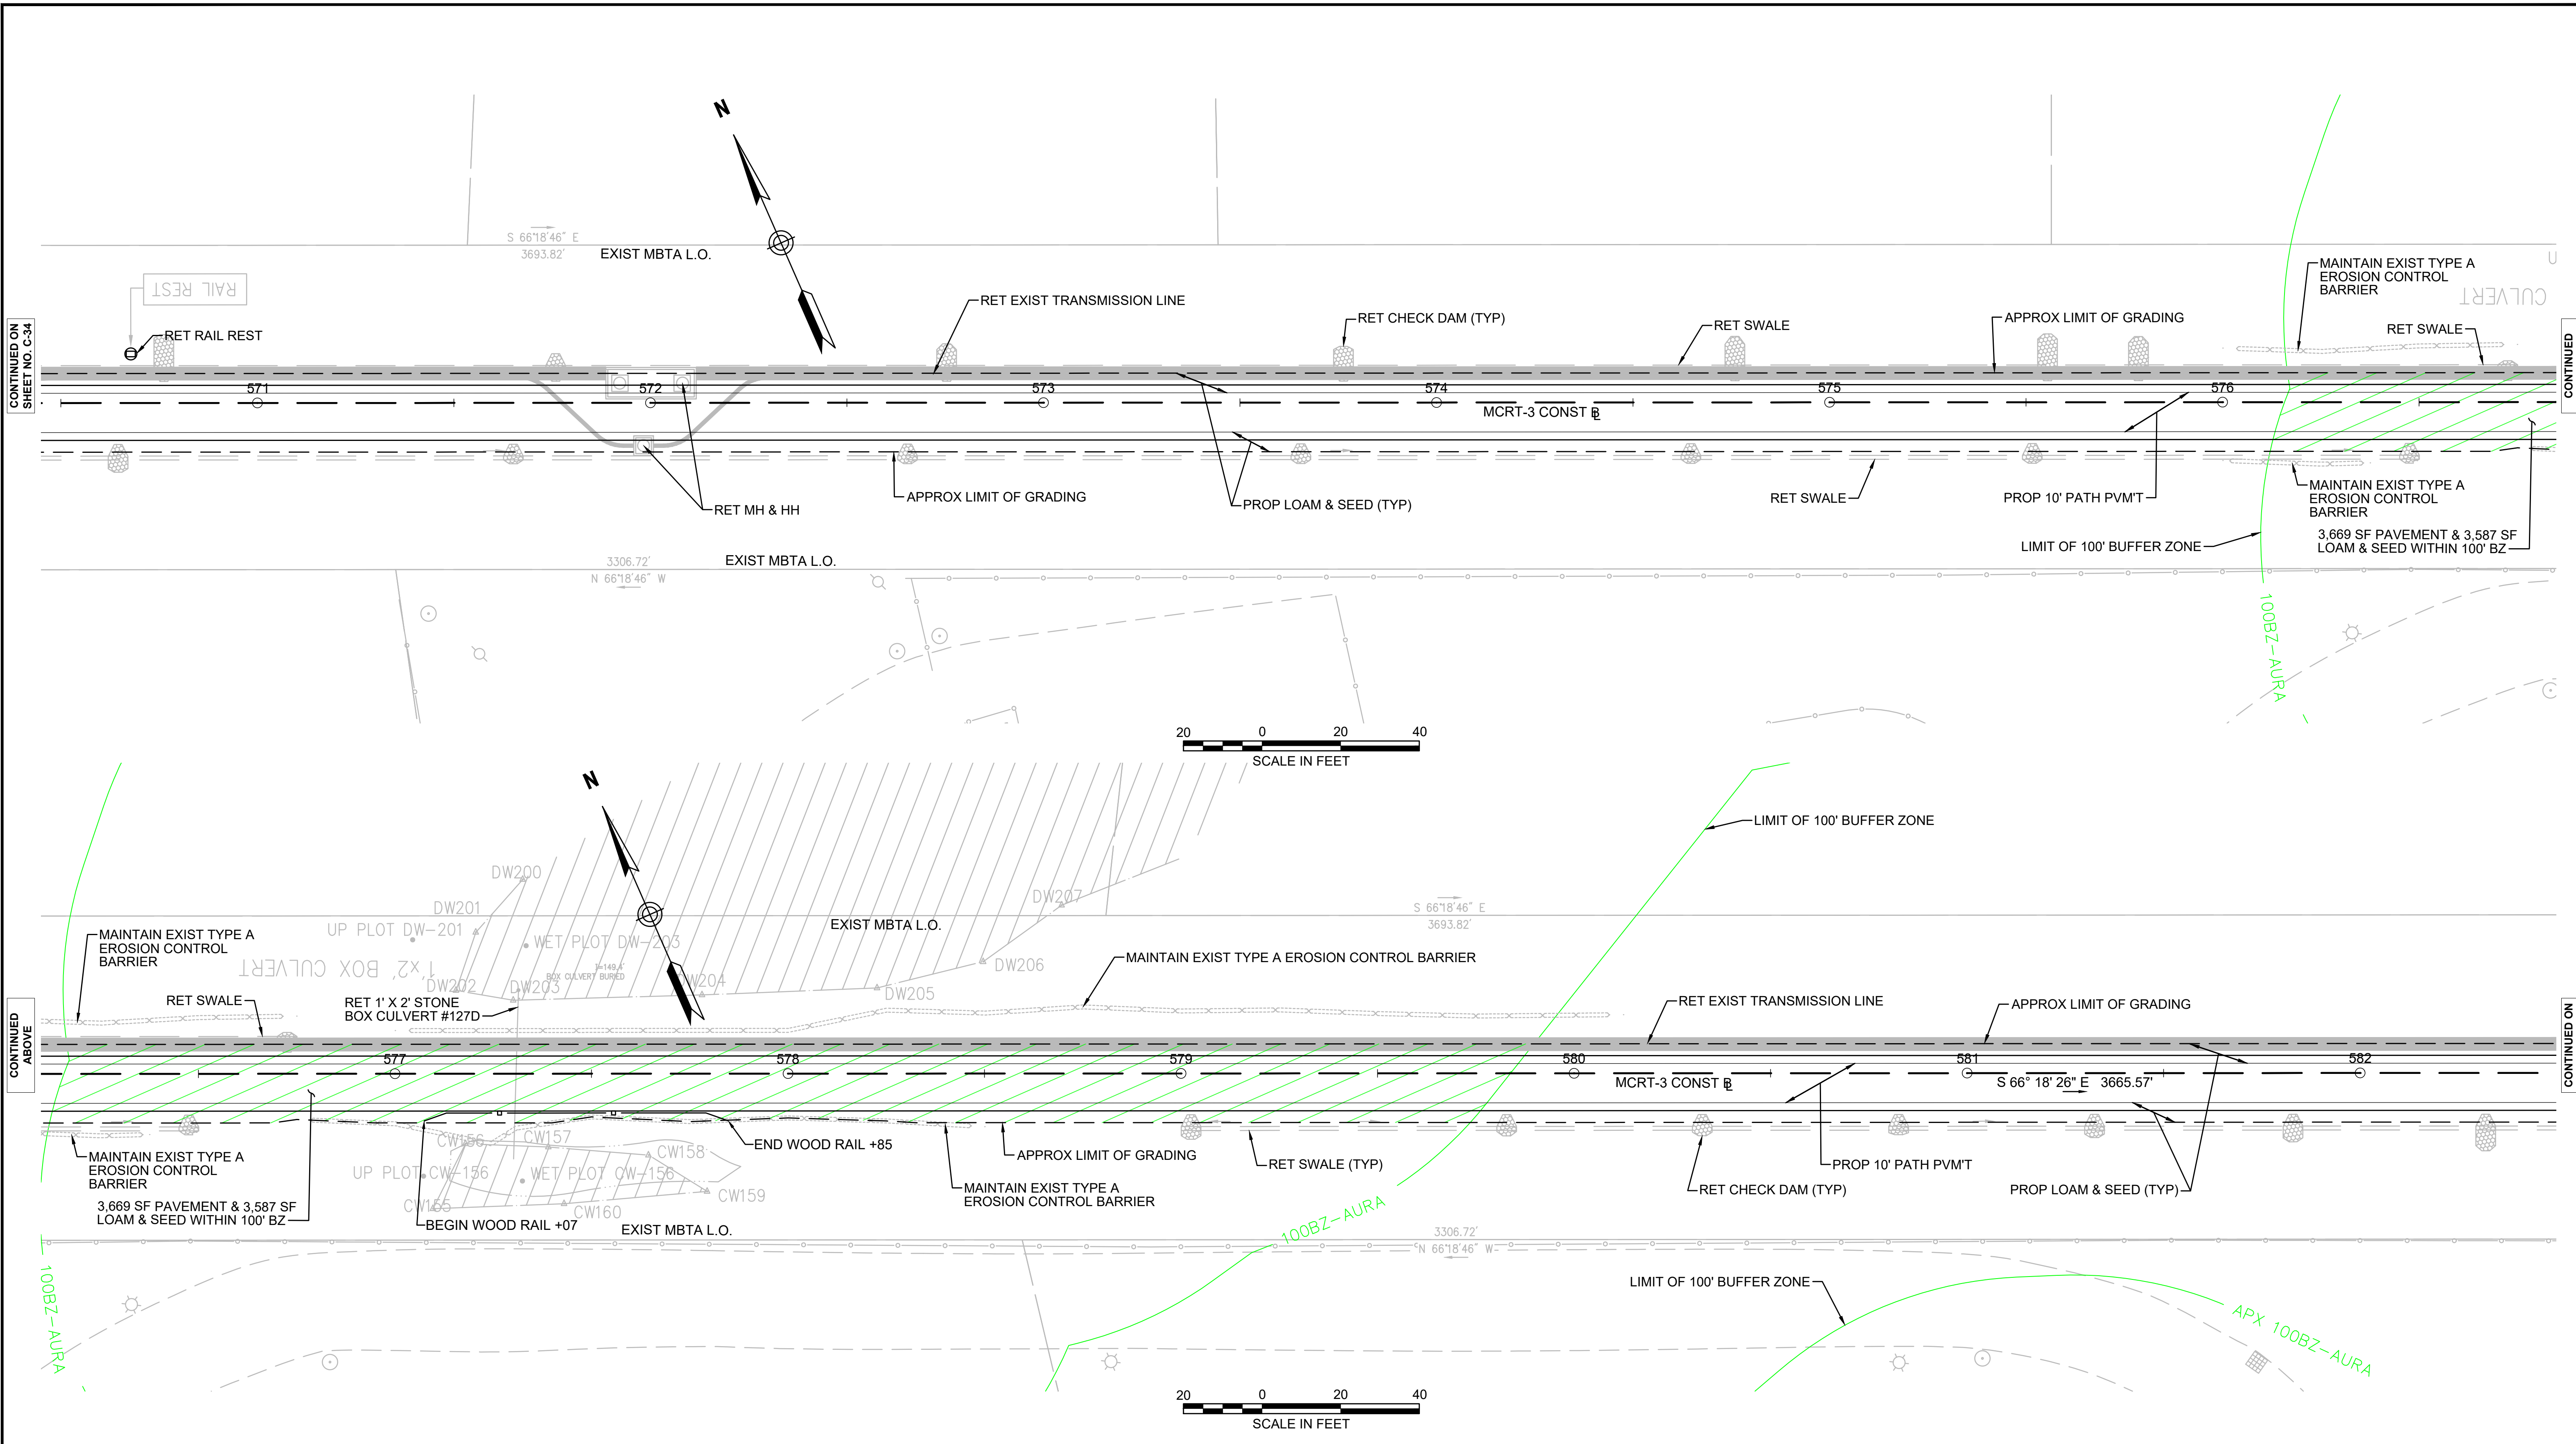 N
S 66°18'46" E
3693.82'
EXIST MBTA L.O.
RAIL REST
RET RAIL REST
CONTINUED ON
SHEET NO. C-34
RET EXIST TRANSMISSION LINE
RET CHECK DAM (TYP)
RET SWALE
APPROX LIMIT OF GRADING
MAINTAIN EXIST TYPE A
EROSION CONTROL
BARRIER
U
CULVERT
RET SWALE
CONTINUED
571
572
573
574
575
576
MCRT-3 CONST BL
RET MH & HH
APPROX LIMIT OF GRADING
PROP LOAM & SEED (TYP)
RET SWALE
PROP 10' PATH PVM'T
MAINTAIN EXIST TYPE A
EROSION CONTROL
BARRIER
3,669 SF PAVEMENT & 3,587 SF
LOAM & SEED WITHIN 100' BZ
LIMIT OF 100' BUFFER ZONE
3306.72'
N 66°18'46" W
EXIST MBTA L.O.
100BZ-AURA
20 0 20 40
SCALE IN FEET
N
LIMIT OF 100' BUFFER ZONE
DW200
DW201
DW207
UP PLOT DW-201
WET PLOT DW-203
EXIST MBTA L.O.
S 66°18'46" E
3693.82'
MAINTAIN EXIST TYPE A
EROSION CONTROL
BARRIER
1'x2' BOX CULVERT
I=149.4'
BOX CULVERT BURIED
DW206
MAINTAIN EXIST TYPE A EROSION CONTROL BARRIER
DW202
DW203
DW204
DW205
RET SWALE
RET 1' X 2' STONE
BOX CULVERT #127D
RET EXIST TRANSMISSION LINE
APPROX LIMIT OF GRADING
CONTINUED
ABOVE
CONTINUED ON
577
578
579
580
581
582
MCRT-3 CONST BL
S 66° 18' 26" E 3665.57'
CW156
CW157
CW158
END WOOD RAIL +85
MAINTAIN EXIST TYPE A
EROSION CONTROL
BARRIER
UP PLOT CW-156
WET PLOT CW-156
APPROX LIMIT OF GRADING
RET SWALE (TYP)
PROP 10' PATH PVM'T
CW155
CW160
CW159
MAINTAIN EXIST TYPE A
EROSION CONTROL BARRIER
RET CHECK DAM (TYP)
PROP LOAM & SEED (TYP)
3,669 SF PAVEMENT & 3,587 SF
LOAM & SEED WITHIN 100' BZ
BEGIN WOOD RAIL +07
EXIST MBTA L.O.
100BZ-AURA
3306.72'
N 66°18'46" W
100BZ-AURA
LIMIT OF 100' BUFFER ZONE
APX 100BZ-AURA
20 0 20 40
SCALE IN FEET